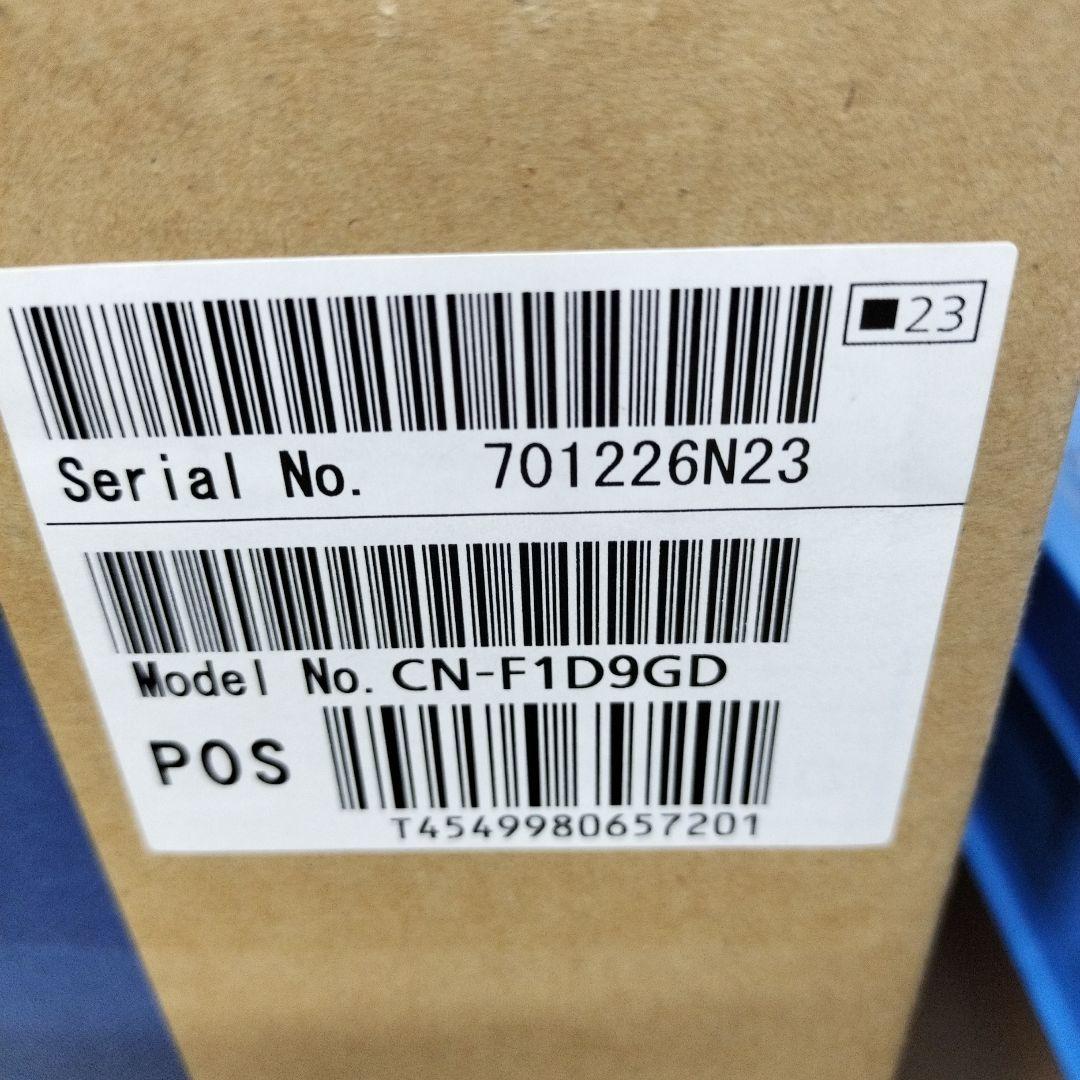 ■23
Serial No. 701226N23
Model No. CN-F1D9GD
POS
T4549980657201